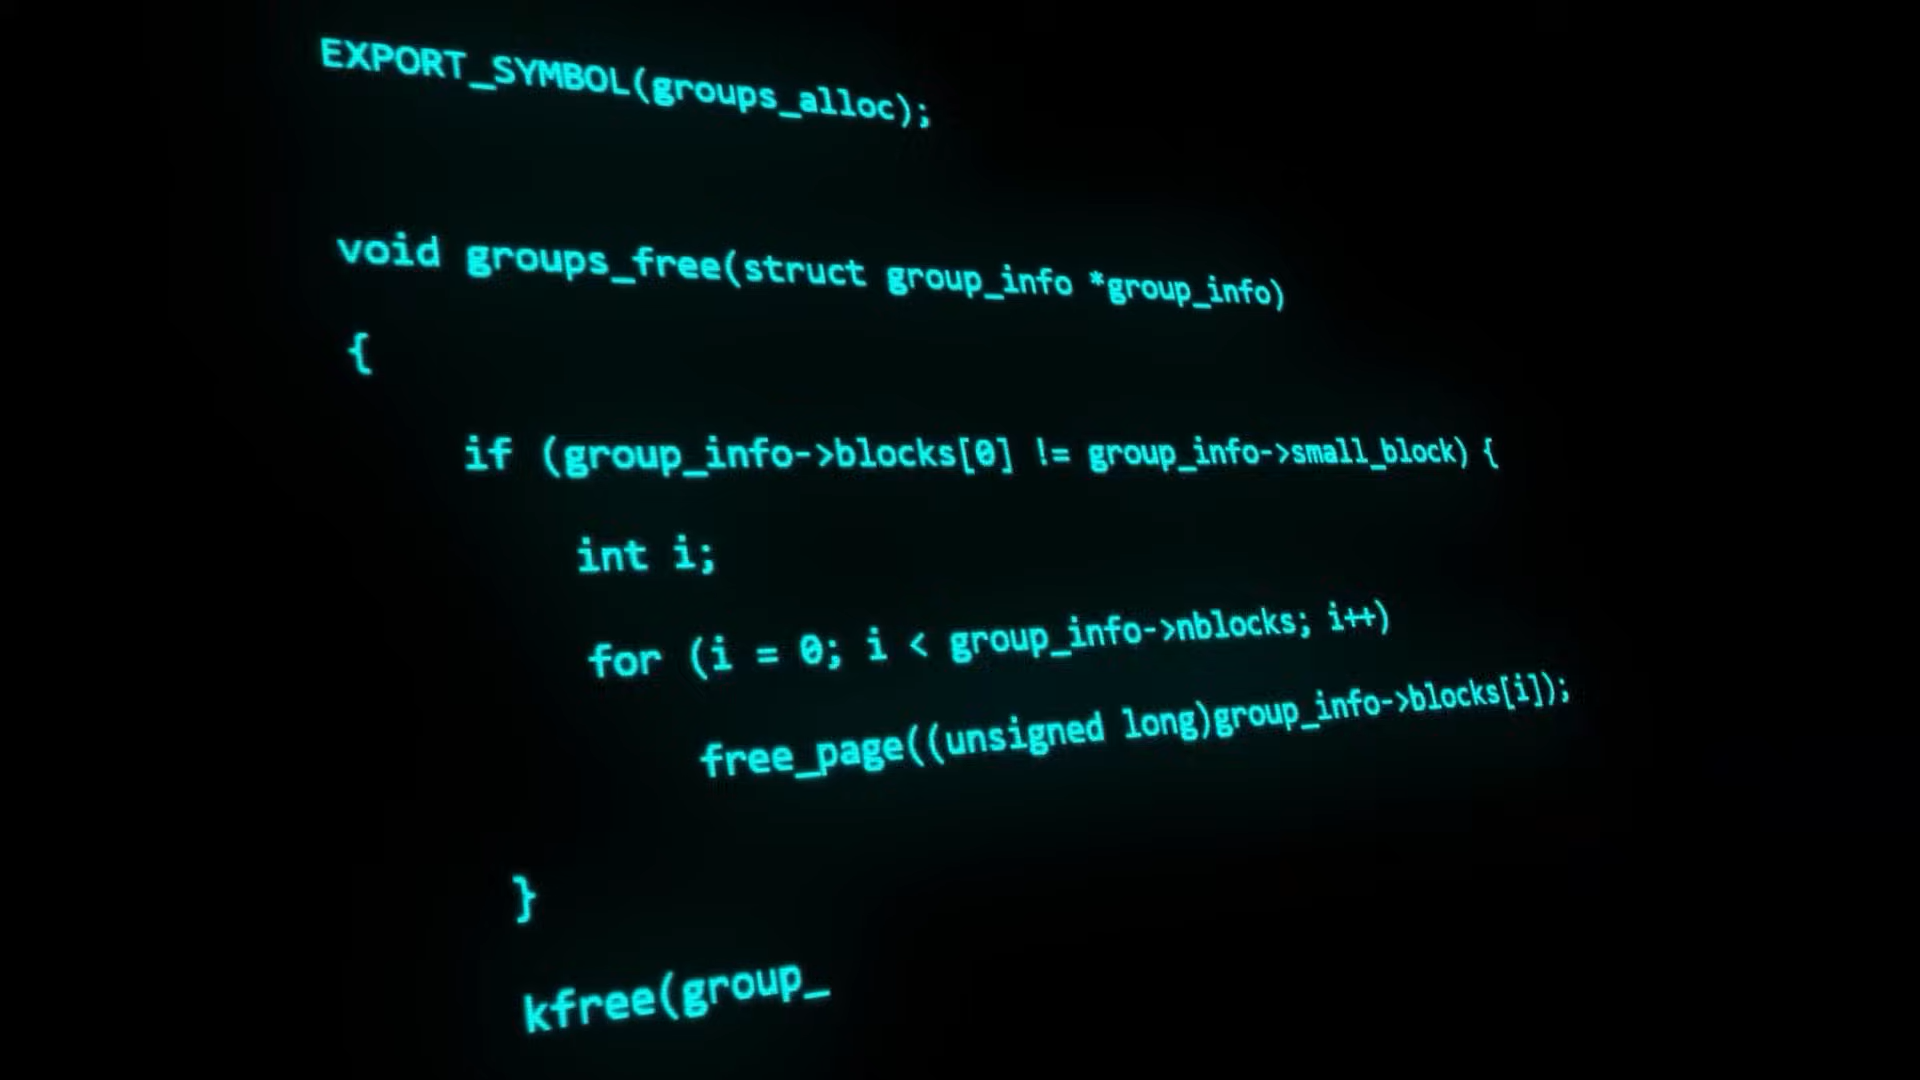 EXPORT_SYMBOL(groups_alloc);
void groups_free(struct group_info *group_info)
{
if (group_info->blocks[0] != group_info->small_block) {
int i;
for (i = 0; i < group_info->nblocks; i++)
free_page((unsigned long)group_info->blocks[i]);
}
kfree(group_